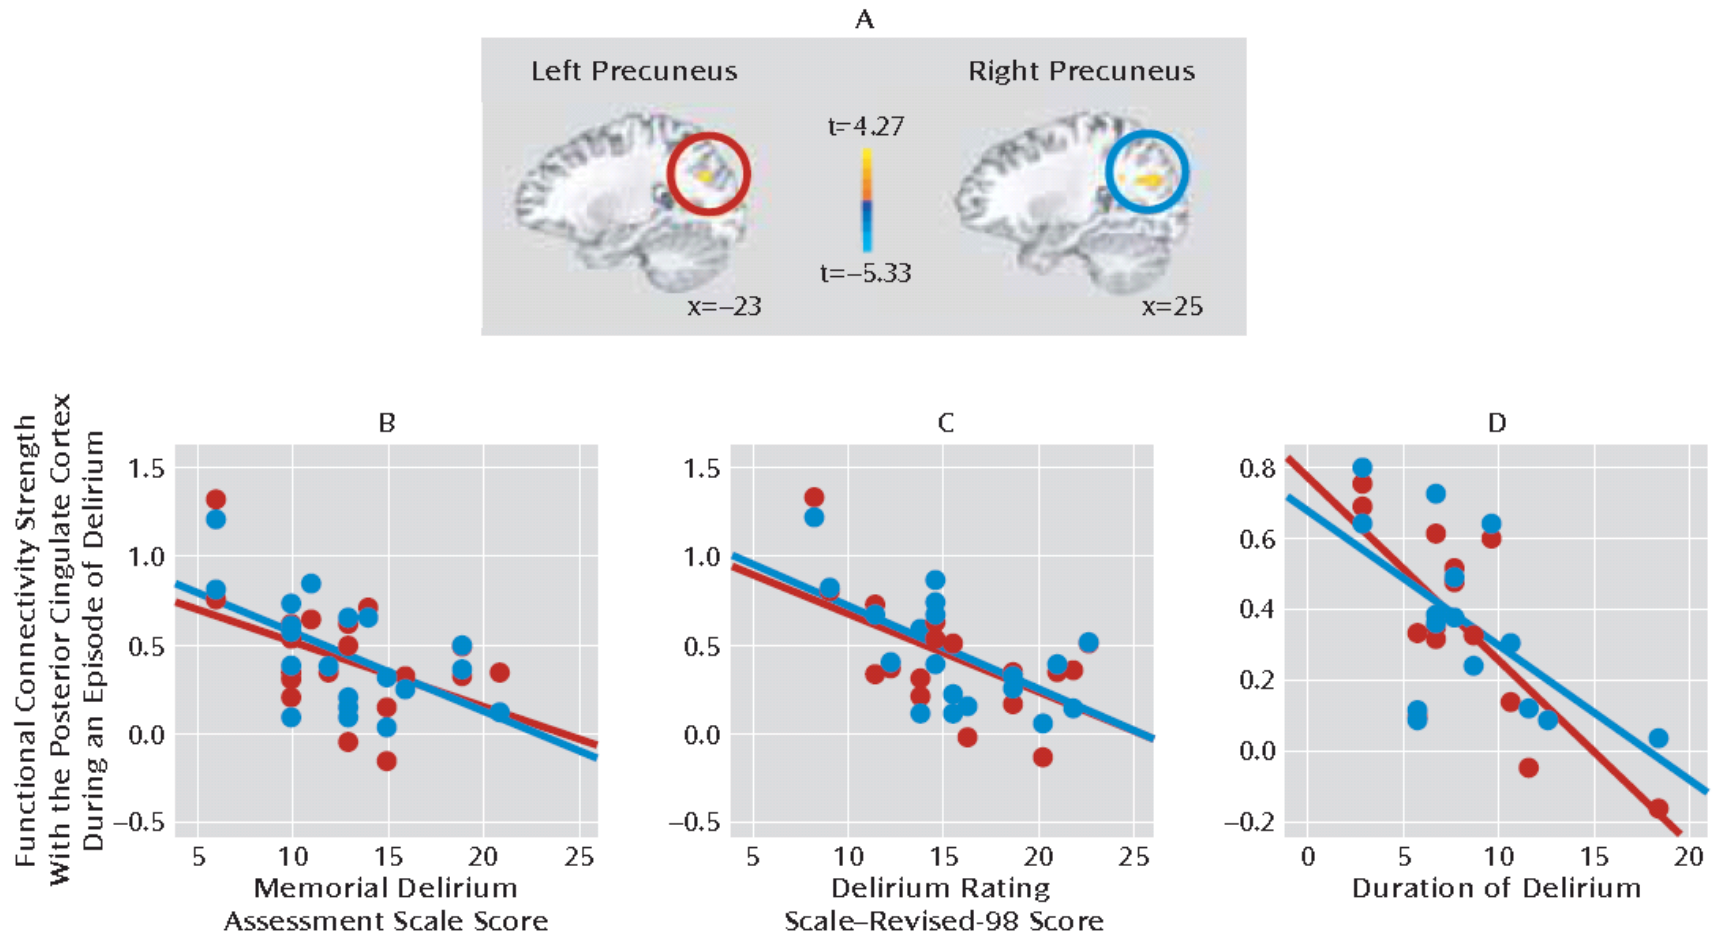 A
Left Precuneus
Right Precuneus
t=4.27
t=–5.33
x=–23
x=25
Functional Connectivity Strength
With the Posterior Cingulate Cortex
During an Episode of Delirium
B
1.5
1.0
0.5
0.0
–0.5
5 10 15 20 25
Memorial Delirium
Assessment Scale Score
C
1.5
1.0
0.5
0.0
–0.5
5 10 15 20 25
Delirium Rating
Scale–Revised-98 Score
D
0.8
0.6
0.4
0.2
0.0
–0.2
0 5 10 15 20
Duration of Delirium